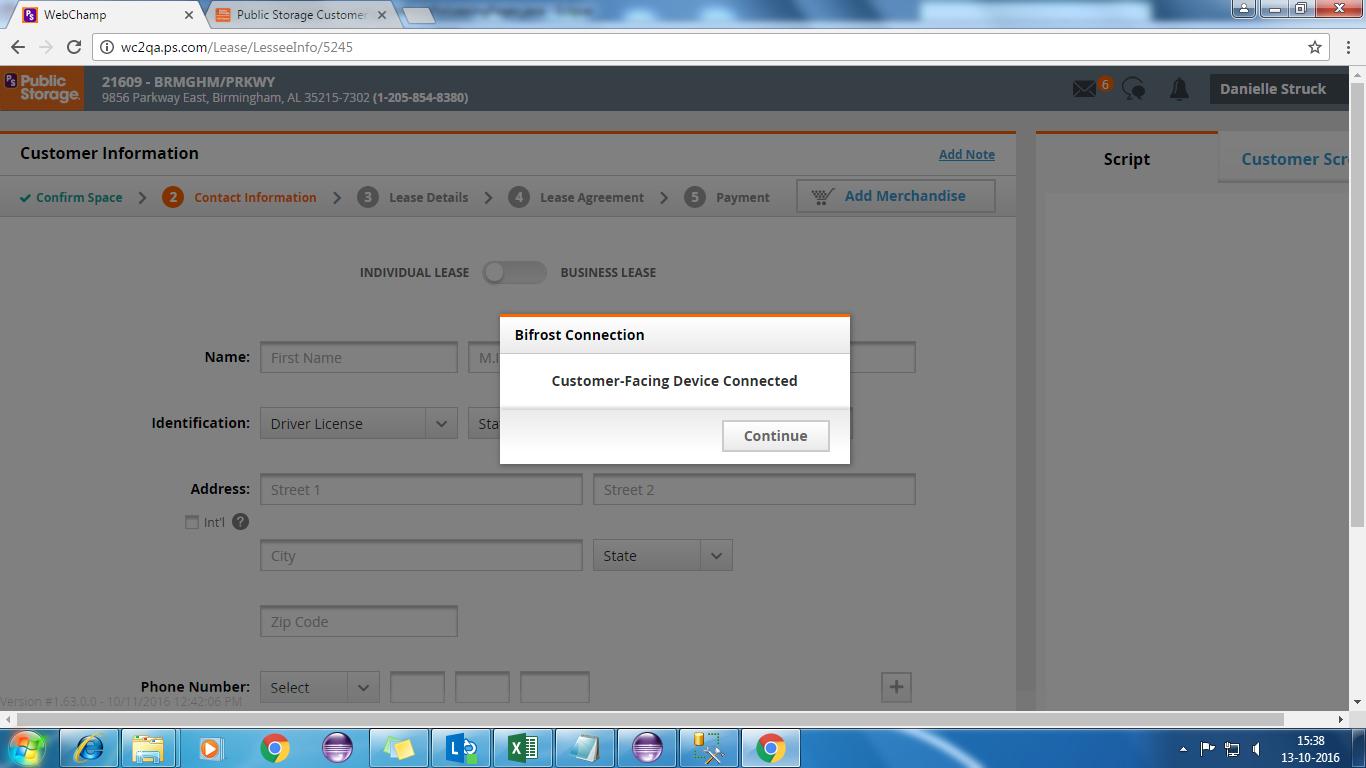 WebChamp
Public Storage Customer
wc2qa.ps.com/Lease/LesseeInfo/5245
PS Public Storage.
21609 - BRMGHM/PRKWY
9856 Parkway East, Birmingham, AL 35215-7302 (1-205-854-8380)
6
Danielle Struck
Customer Information
Add Note
Script
Customer Scr
Confirm Space
2 Contact Information
3 Lease Details
4 Lease Agreement
5 Payment
Add Merchandise
INDIVIDUAL LEASE
BUSINESS LEASE
Bifrost Connection
Customer-Facing Device Connected
Continue
Name:
First Name
M.I
Identification:
Driver License
Sta
Address:
Street 1
Street 2
Int'l ?
City
State
Zip Code
Phone Number:
Select
+
Version #1.63.0.0 - 10/11/2016 12:42:06 PM
15:38
13-10-2016